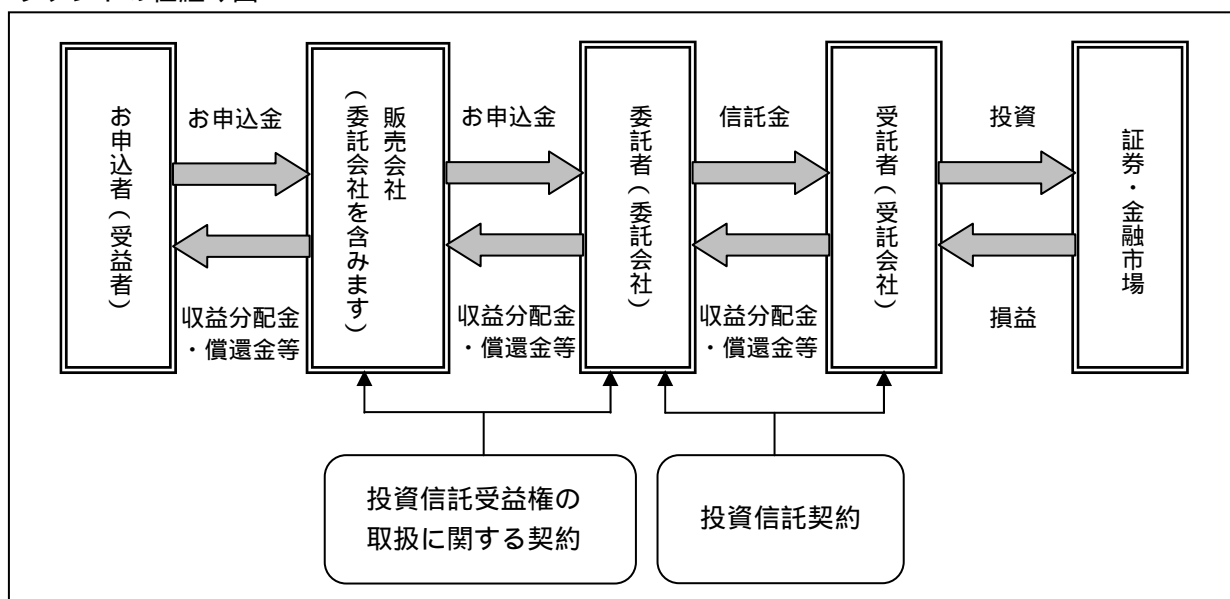 お申込者(受益者)
お申込金
収益分配金
・償還金等
販売会社
(委託会社を含みます)
お申込金
収益分配金
・償還金等
委託者(委託会社)
信託金
収益分配金
・償還金等
受託者(受託会社)
投資
損益
証券・金融市場
投資信託受益権の
取扱に関する契約
投資信託契約